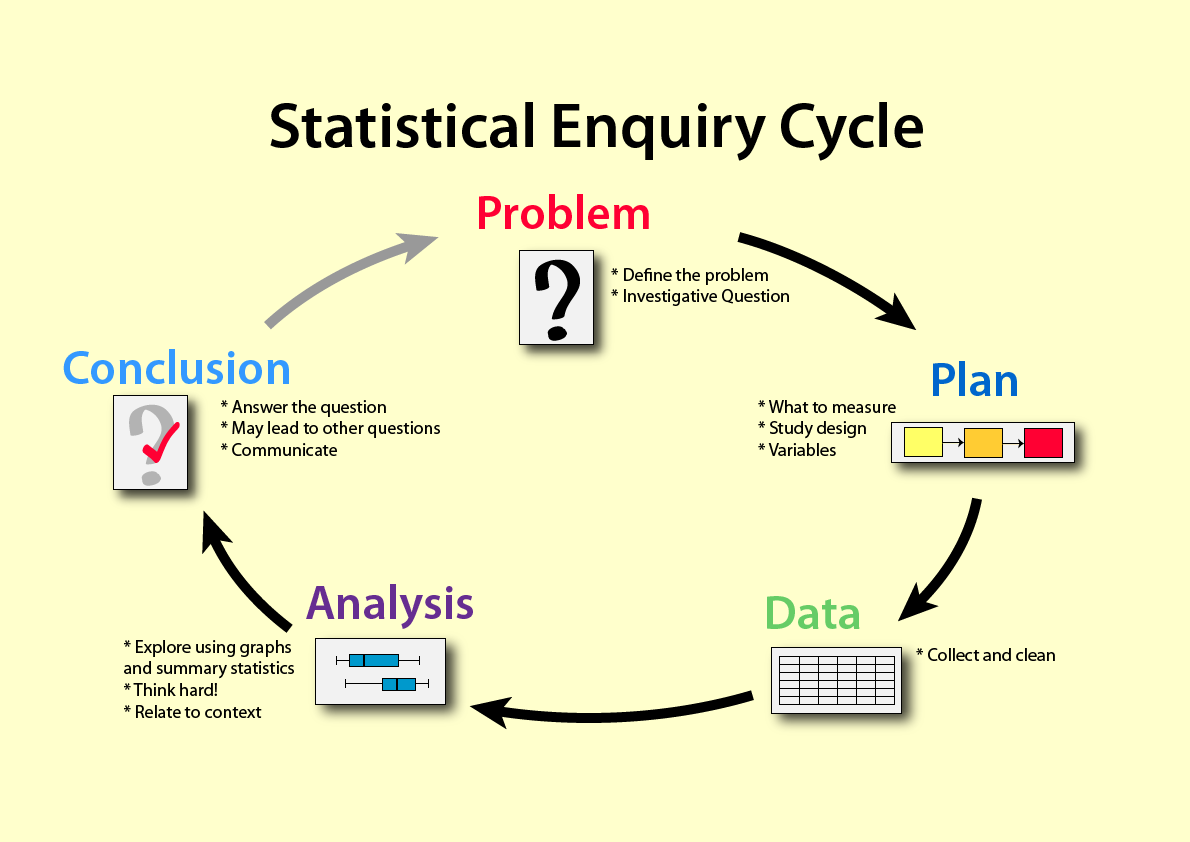 Statistical Enquiry Cycle
Problem
?
* Define the problem
* Investigative Question
Plan
* What to measure
* Study design
* Variables
Data
* Collect and clean
Analysis
* Explore using graphs
and summary statistics
* Think hard!
* Relate to context
Conclusion
?
* Answer the question
* May lead to other questions
* Communicate